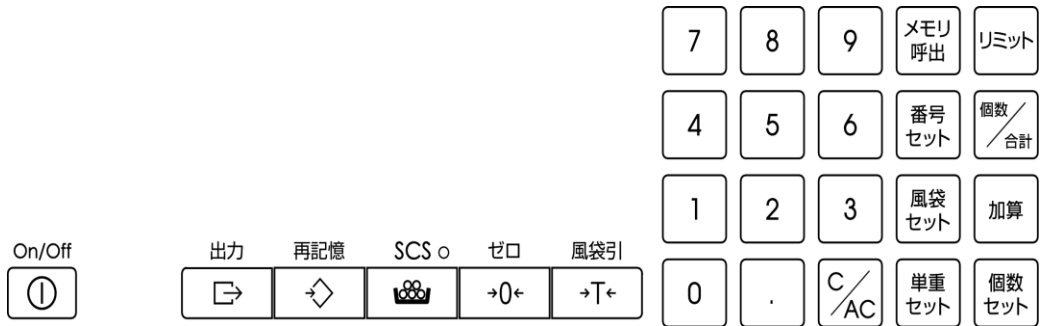 7 8 9 メモリ呼出 リミット
4 5 6 番号セット 個数/合計
1 2 3 風袋セット 加算
On/Off 出力 再記憶 SCS ゼロ 風袋引
→0← →T← 0 . C/AC 単重セット 個数セット